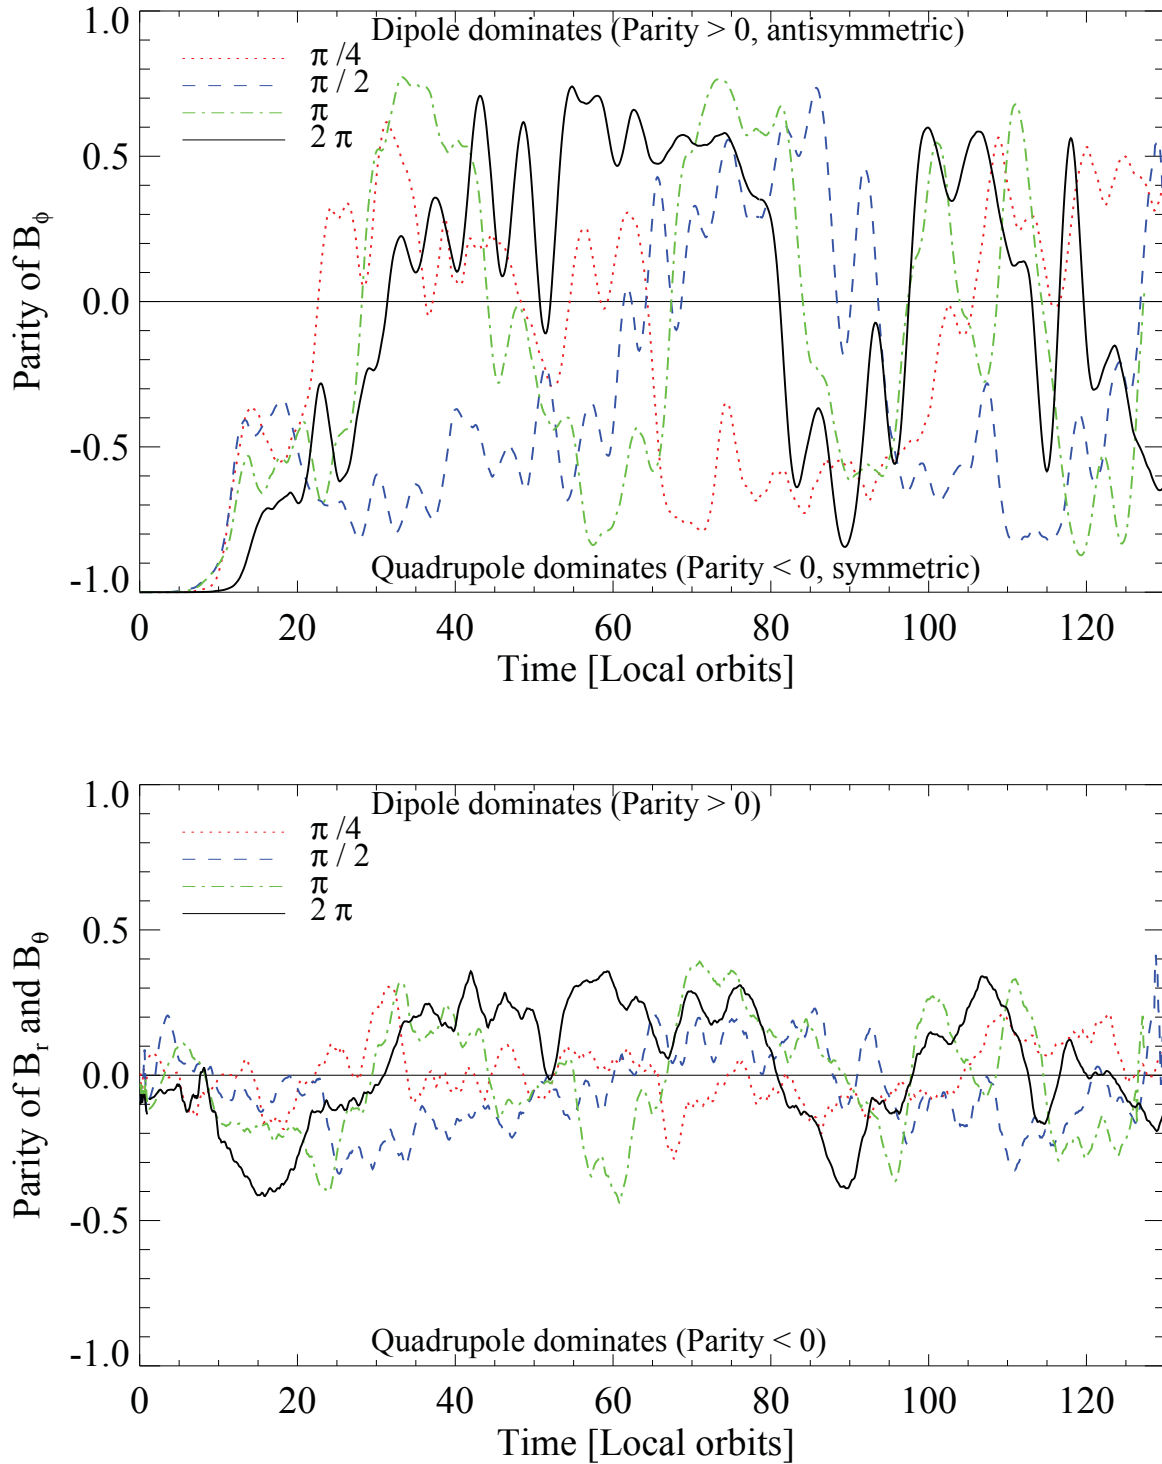 Dipole dominates (Parity > 0, antisymmetric)
π /4
π / 2
π
2 π
1.0
0.5
0.0
-0.5
-1.0
Parity of Bϕ
Quadrupole dominates (Parity < 0, symmetric)
0 20 40 60 80 100 120
Time [Local orbits]
Dipole dominates (Parity > 0)
π /4
π / 2
π
2 π
1.0
0.5
0.0
-0.5
-1.0
Parity of Br and Bθ
Quadrupole dominates (Parity < 0)
0 20 40 60 80 100 120
Time [Local orbits]